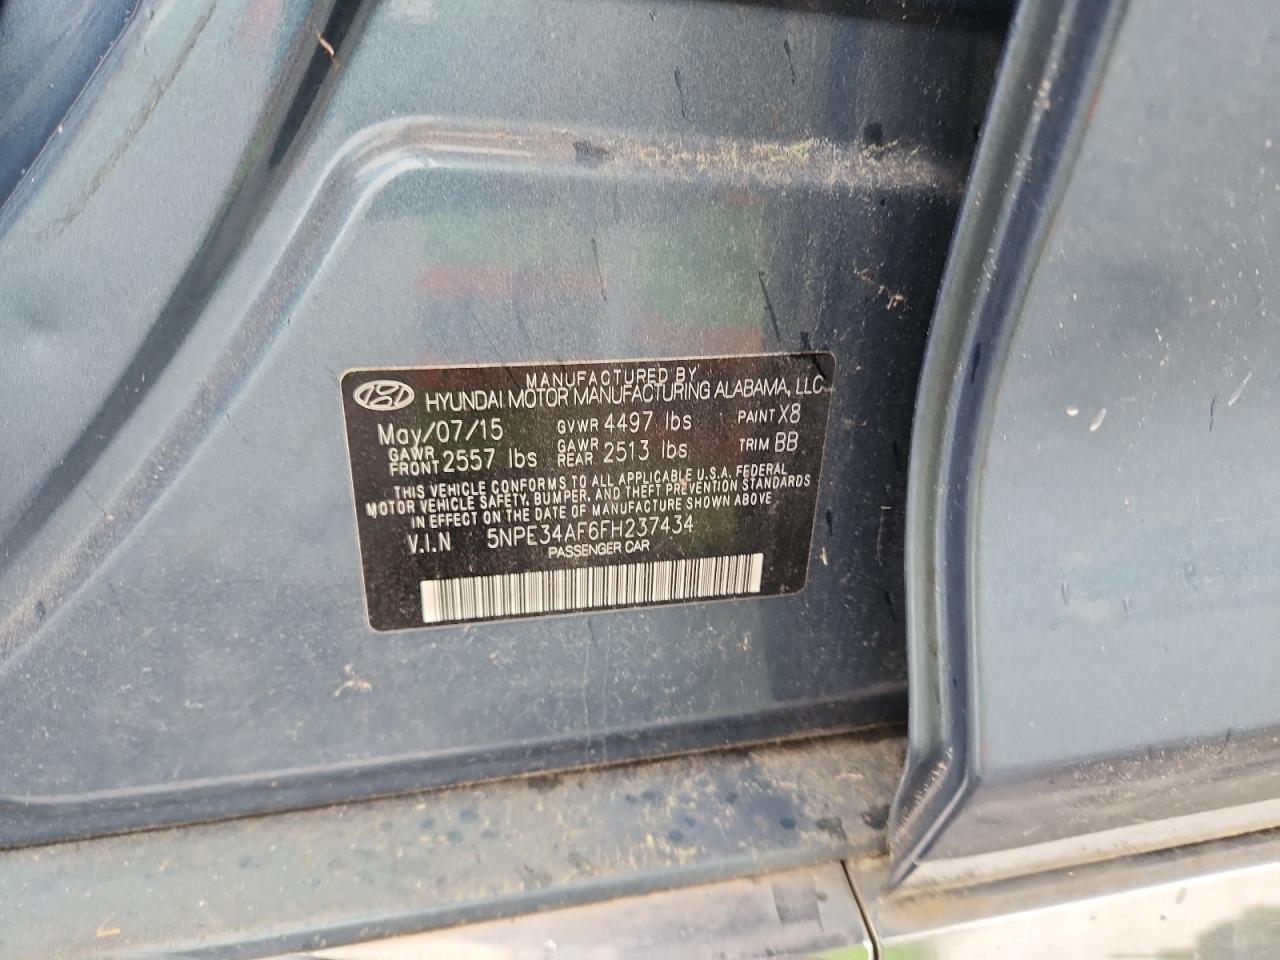 MANUFACTURED BY
HYUNDAI MOTOR MANUFACTURING ALABAMA, LLC
May/07/15 GVWR 4497 lbs PAINT X8
GAWR FRONT 2557 lbs GAWR REAR 2513 lbs TRIM BB
THIS VEHICLE CONFORMS TO ALL APPLICABLE U.S.A. FEDERAL
MOTOR VEHICLE SAFETY, BUMPER, AND THEFT PREVENTION STANDARDS
IN EFFECT ON THE DATE OF MANUFACTURE SHOWN ABOVE
V.I.N 5NPE34AF6FH237434
PASSENGER CAR